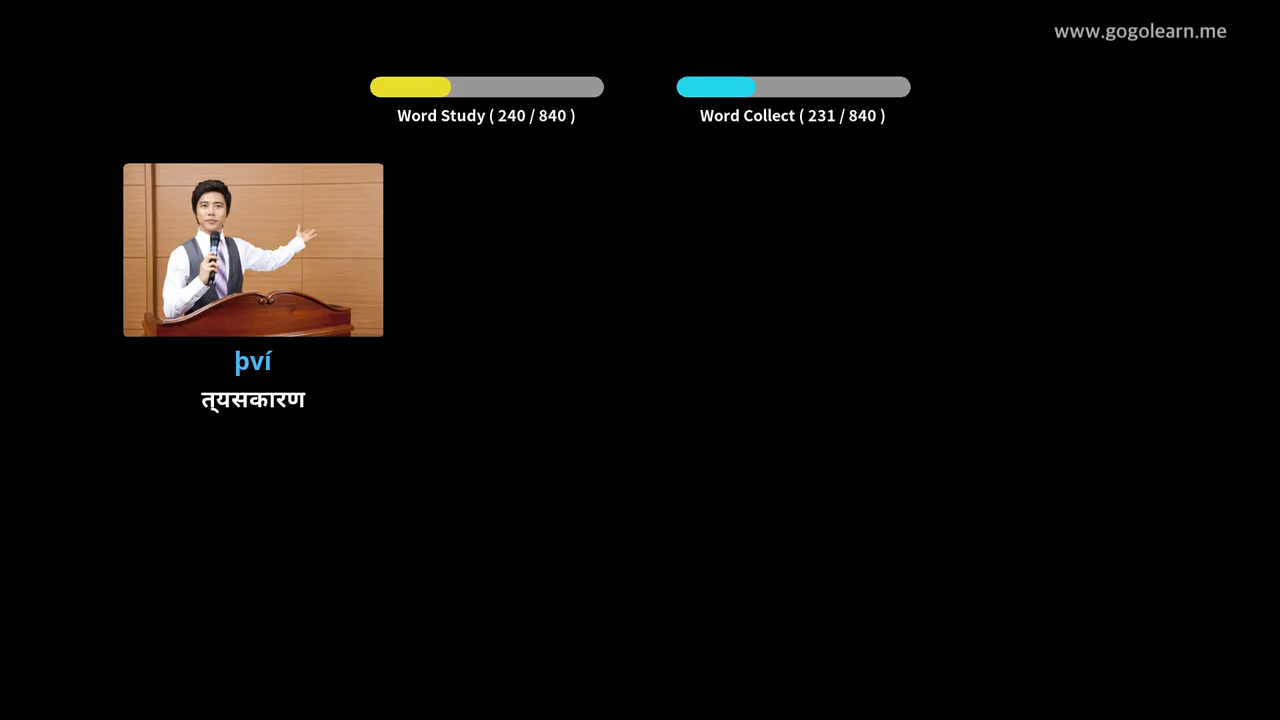 www.gogolearn.me
Word Study ( 240 / 840 )
Word Collect ( 231 / 840 )
því
त्यसकारण